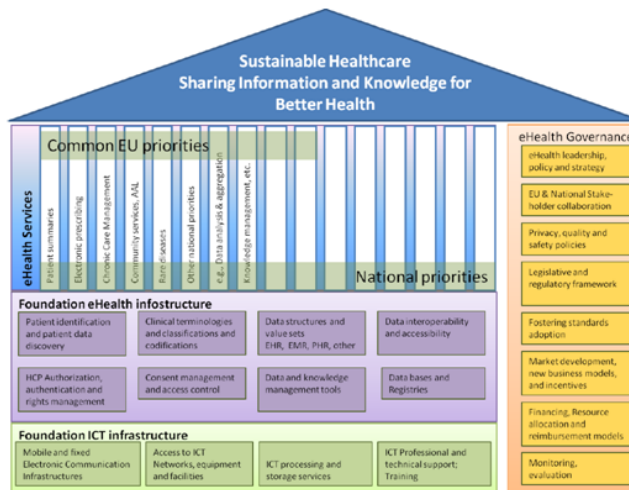 Sustainable Healthcare
Sharing Information and Knowledge for
Better Health
Common EU priorities
eHealth Services
Patient summaries
Electronic prescribing
Chronic Care Management
Community services, AAL
Rare diseases
Other national priorities
e.g., Data analysis & aggregation
Knowledge management, etc.
National priorities
Foundation eHealth infostructure
Patient identification
and patient data
discovery
Clinical terminologies
and classifications and
codifications
Data structures and
value sets
EHR, EMR, PHR, other
Data interoperability
and accessibility
HCP Authorization,
authentication and
rights management
Consent management
and access control
Data and knowledge
management tools
Data bases and
Registries
Foundation ICT infrastructure
Mobile and fixed
Electronic Communication
Infrastructures
Access to ICT
Networks, equipment
and facilities
ICT processing and
storage services
ICT Professional and
technical support;
Training
eHealth Governance
eHealth leadership,
policy and strategy
EU & National Stake-
holder collaboration
Privacy, quality and
safety policies
Legislative and
regulatory framework
Fostering standards
adoption
Market development,
new business models,
and incentives
Financing, Resource
allocation and
reimbursement models
Monitoring,
evaluation